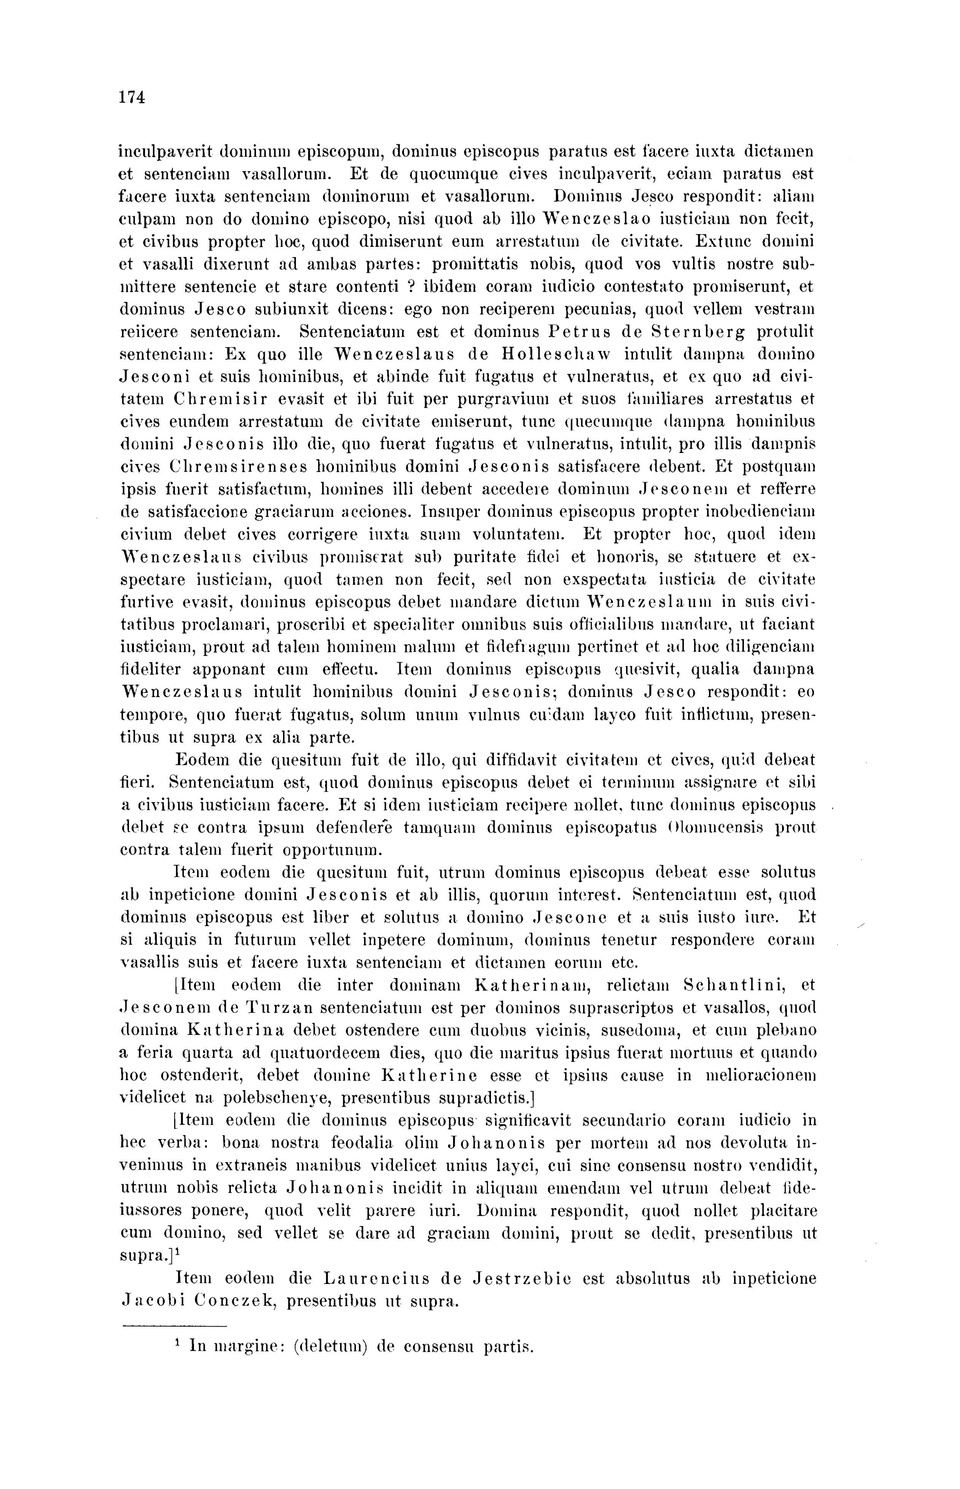 174
inculpaverit dominum episcopum, dominus episcopus paratus est facere iuxta dictamen
et sentenciam vasallorum. Et de quocumque cives inculpaverit, eciam paratus est
facere iuxta sentenciam dominorum et vasallorum. Dominus Jesco respondit: aliam
culpam non do domino episcopo, nisi quod ab illo Wenczeslao iusticiam non fecit,
et civibus propter hoc, quod dimiserunt eum arrestatum de civitate. Extunc domini
et vasalli dixerunt ad ambas partes: promittatis nobis, quod vos vultis nostre sub-
mittere sentencie et stare contenti ? ibidem coram iudicio contestato promiserunt, et
dominus Jesco subiunxit dicens: ego non reciperem pecunias, quod vellem vestram
reiicere sentenciam. Sentenciatum est et dominus Petrus de Sternberg protulit
sentenciam: Ex quo ille Wenczeslaus de Holleschaw intulit dampna domino
Jesconi et suis hominibus, et abinde fuit fugatus et vulneratus, et ex quo ad civi-
tatem Chremisir evasit et ibi fuit per purgravium et suos familiares arrestatus et
cives eundem arrestatum de civitate emiserunt, tunc quecumque dampna hominibus
domini Jesconis illo die, quo fuerat fugatus et vulneratus, intulit, pro illis dampnis
cives Chremsirenses hominibus domini Jesconis satisfacere debent. Et postquam
ipsis fuerit satisfactum, homines illi debent accedere dominum Jesconem et refferre
de satisfaccione graciarum acciones. Insuper dominus episcopus propter inobedienciam
civium debet cives corrigere iuxta suam voluntatem. Et propter hoc, quod idem
Wenczeslaus civibus promiserat sub puritate fidei et honoris, se statuere et ex-
spectare iusticiam, quod tamen non fecit, sed non exspectata iusticia de civitate
furtive evasit, dominus episcopus debet mandare dictum Wenczeslaum in suis civi-
tatibus proclamari, proscribi et specialiter omnibus suis officialibus mandare, ut faciant
iusticiam, prout ad talem hominem malum et fidefragum pertinet et ad hoc diligenciam
fideliter apponant cum effectu. Item dominus episcopus quesivit, qualia dampna
Wenczeslaus intulit hominibus domini Jesconis; dominus Jesco respondit: eo
tempore, quo fuerat fugatus, solum unum vulnus cuidam layco fuit inflictum, presen-
tibus ut supra ex alia parte.
Eodem die quesitum fuit de illo, qui diffidavit civitatem et cives, quid debeat
fieri. Sentenciatum est, quod dominus episcopus debet ei terminum assignare et sibi
a civibus iusticiam facere. Et si idem iusticiam recipere nollet, tunc dominus episcopus
debet se contra ipsum defendere tamquam dominus episcopatus Olomucensis prout
contra talem fuerit opportunum.
Item eodem die quesitum fuit, utrum dominus episcopus debeat esse solutus
ab inpeticione domini Jesconis et ab illis, quorum interest. Sentenciatum est, quod
dominus episcopus est liber et solutus a domino Jescone et a suis iusto iure. Et
si aliquis in futurum vellet inpetere dominum, dominus tenetur respondere coram
vasallis suis et facere iuxta sentenciam et dictamen eorum etc.
[Item eodem die inter dominam Katherinam, relictam Schantlini, et
Jesconem de Turzan sentenciatum est per dominos suprascriptos et vasallos, quod
domina Katherina debet ostendere cum duobus vicinis, susedoma, et cum plebano
a feria quarta ad quatuordecem dies, quo die maritus ipsius fuerat mortuus et quando
hoc ostenderit, debet domine Katherine esse et ipsius cause in melioracionem
videlicet na polebschenye, presentibus supradictis.]
[Item eodem die dominus episcopus significavit secundario coram iudicio in
hec verba: bona nostra feodalia olim Johanonis per mortem ad nos devoluta in-
venimus in extraneis manibus videlicet unius layci, cui sine consensu nostro vendidit,
utrum nobis relicta Johanonis incidit in aliquam emendam vel utrum debeat fide-
iussores ponere, quod velit parere iuri. Domina respondit, quod nollet placitare
cum domino, sed vellet se dare ad graciam domini, prout se dedit, presentibus ut
supra.]¹
Item eodem die Laurencius de Jestrzebie est absolutus ab inpeticione
Jacobi Conczek, presentibus ut supra.
¹ In margine: (deletum) de consensu partis.